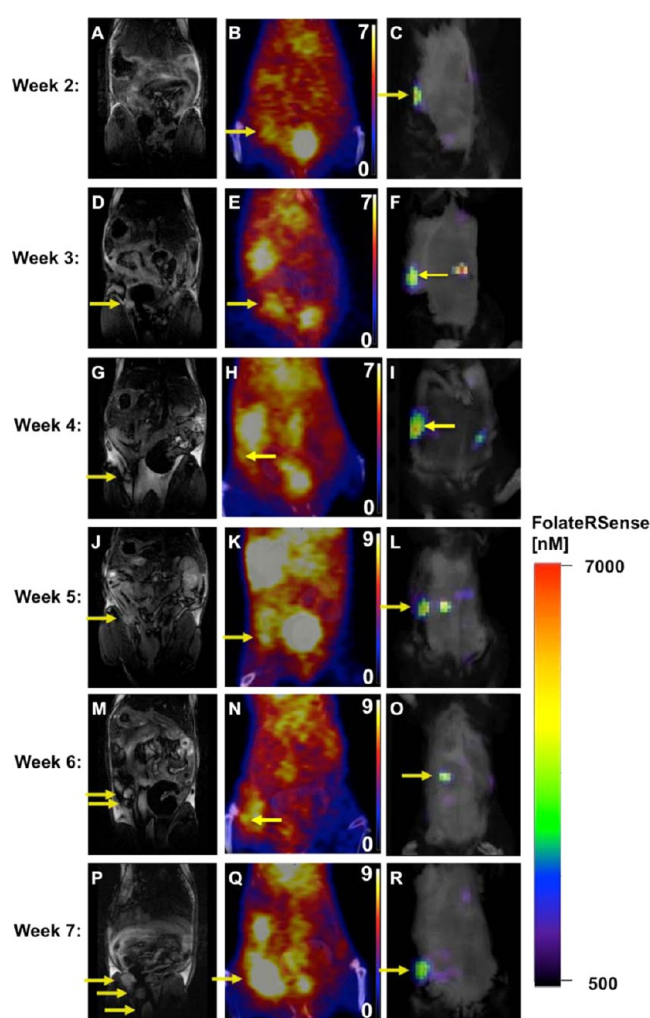 A B 7 C
Week 2:
0
D E 7 F
Week 3:
0
G H 7 I
Week 4:
0
FolateRSense
[nM]
J K 9 L
7000
Week 5:
0
M N 9 O
Week 6:
0
P Q 9 R
Week 7:
500
0